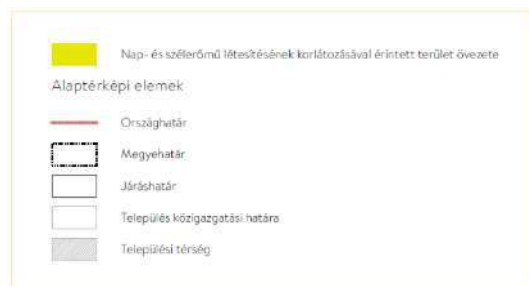 Nap- és szélerőmű létesítésének korlátozásával érintett terület övezete
Alaptérképi elemek
Országhatár
Megyehatár
Járáshatár
Település közigazgatási határa
Települési térség